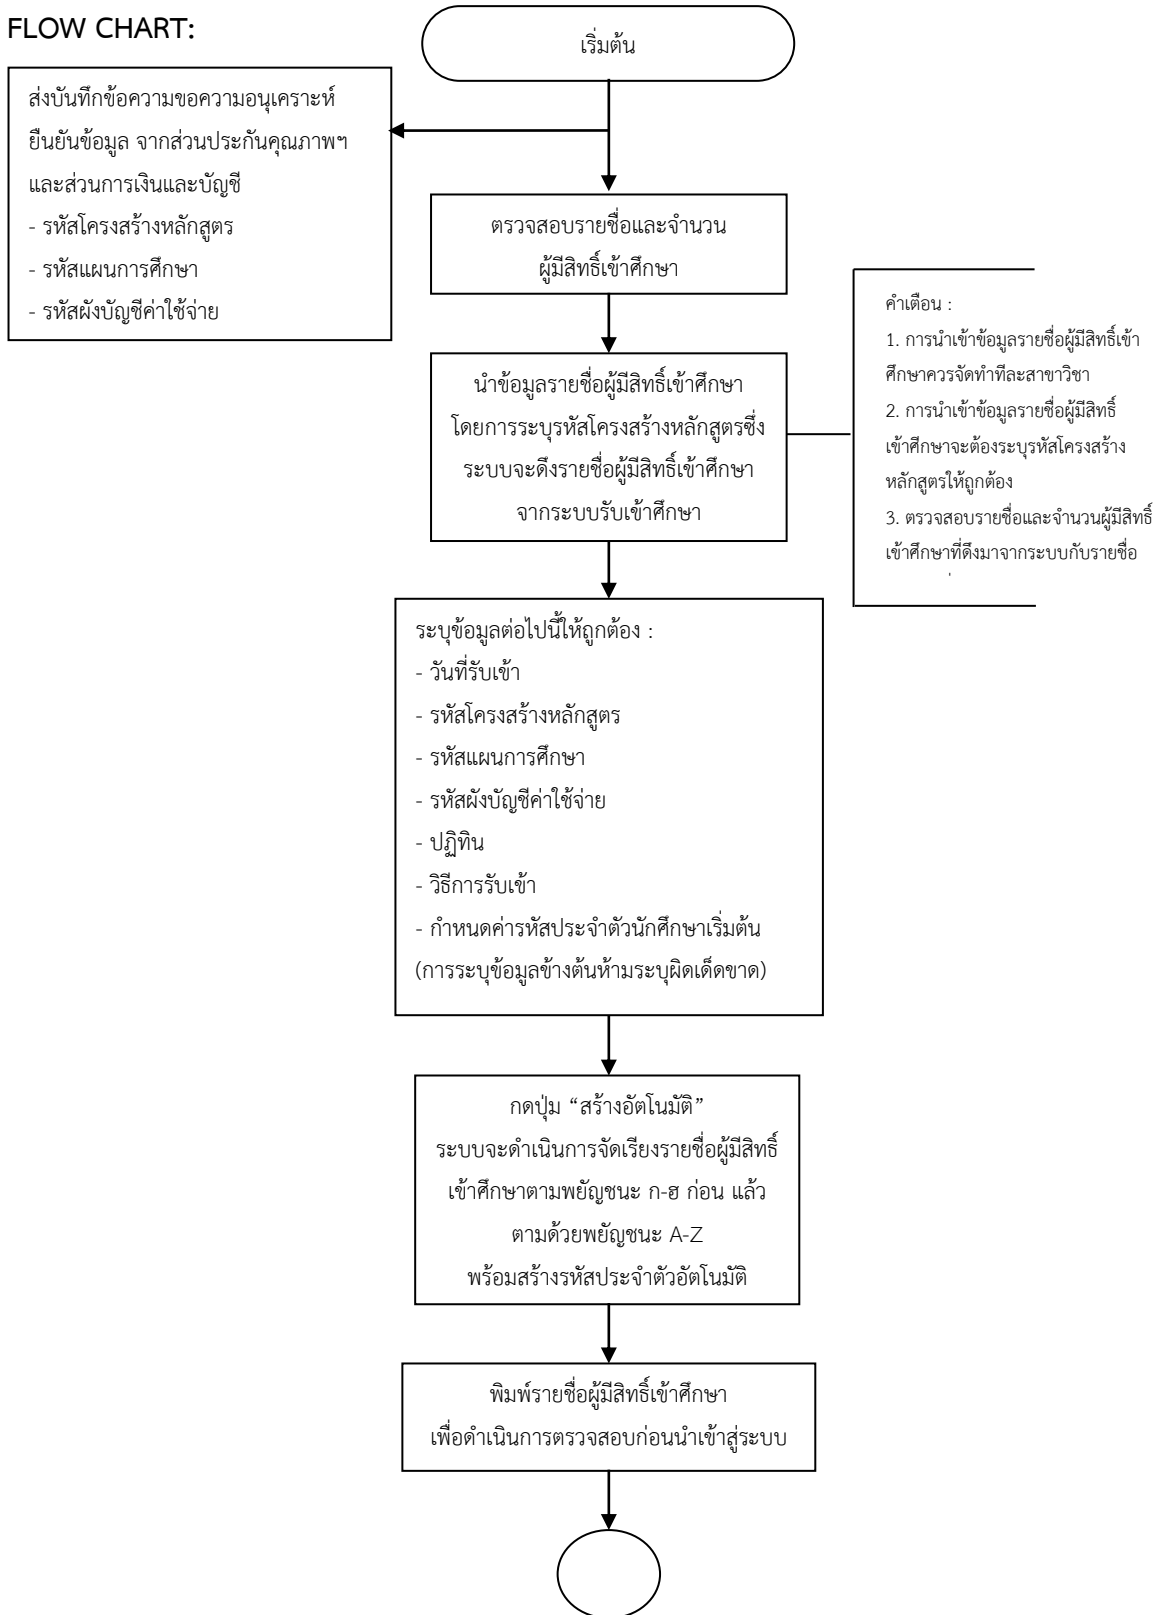 FLOW CHART:
เริ่มต้น
ส่งบันทึกข้อความขอความอนุเคราะห์
ยืนยันข้อมูล จากส่วนประกันคุณภาพฯ
และส่วนการเงินและบัญชี
- รหัสโครงสร้างหลักสูตร
- รหัสแผนการศึกษา
- รหัสผังบัญชีค่าใช้จ่าย
ตรวจสอบรายชื่อและจำนวน
ผู้มีสิทธิ์เข้าศึกษา
นำข้อมูลรายชื่อผู้มีสิทธิ์เข้าศึกษา
โดยการระบุรหัสโครงสร้างหลักสูตรซึ่ง
ระบบจะดึงรายชื่อผู้มีสิทธิ์เข้าศึกษา
จากระบบรับเข้าศึกษา
คำเตือน :
1. การนำเข้าข้อมูลรายชื่อผู้มีสิทธิ์เข้า
ศึกษาควรจัดทำทีละสาขาวิชา
2. การนำเข้าข้อมูลรายชื่อผู้มีสิทธิ์
เข้าศึกษาจะต้องระบุรหัสโครงสร้าง
หลักสูตรให้ถูกต้อง
3. ตรวจสอบรายชื่อและจำนวนผู้มีสิทธิ์
เข้าศึกษาที่ดึงมาจากระบบกับรายชื่อ
ระบุข้อมูลต่อไปนี้ให้ถูกต้อง :
- วันที่รับเข้า
- รหัสโครงสร้างหลักสูตร
- รหัสแผนการศึกษา
- รหัสผังบัญชีค่าใช้จ่าย
- ปฏิทิน
- วิธีการรับเข้า
- กำหนดค่ารหัสประจำตัวนักศึกษาเริ่มต้น
(การระบุข้อมูลข้างต้นห้ามระบุผิดเด็ดขาด)
กดปุ่ม “สร้างอัตโนมัติ”
ระบบจะดำเนินการจัดเรียงรายชื่อผู้มีสิทธิ์
เข้าศึกษาตามพยัญชนะ ก-ฮ ก่อน แล้ว
ตามด้วยพยัญชนะ A-Z
พร้อมสร้างรหัสประจำตัวอัตโนมัติ
พิมพ์รายชื่อผู้มีสิทธิ์เข้าศึกษา
เพื่อดำเนินการตรวจสอบก่อนนำเข้าสู่ระบบ